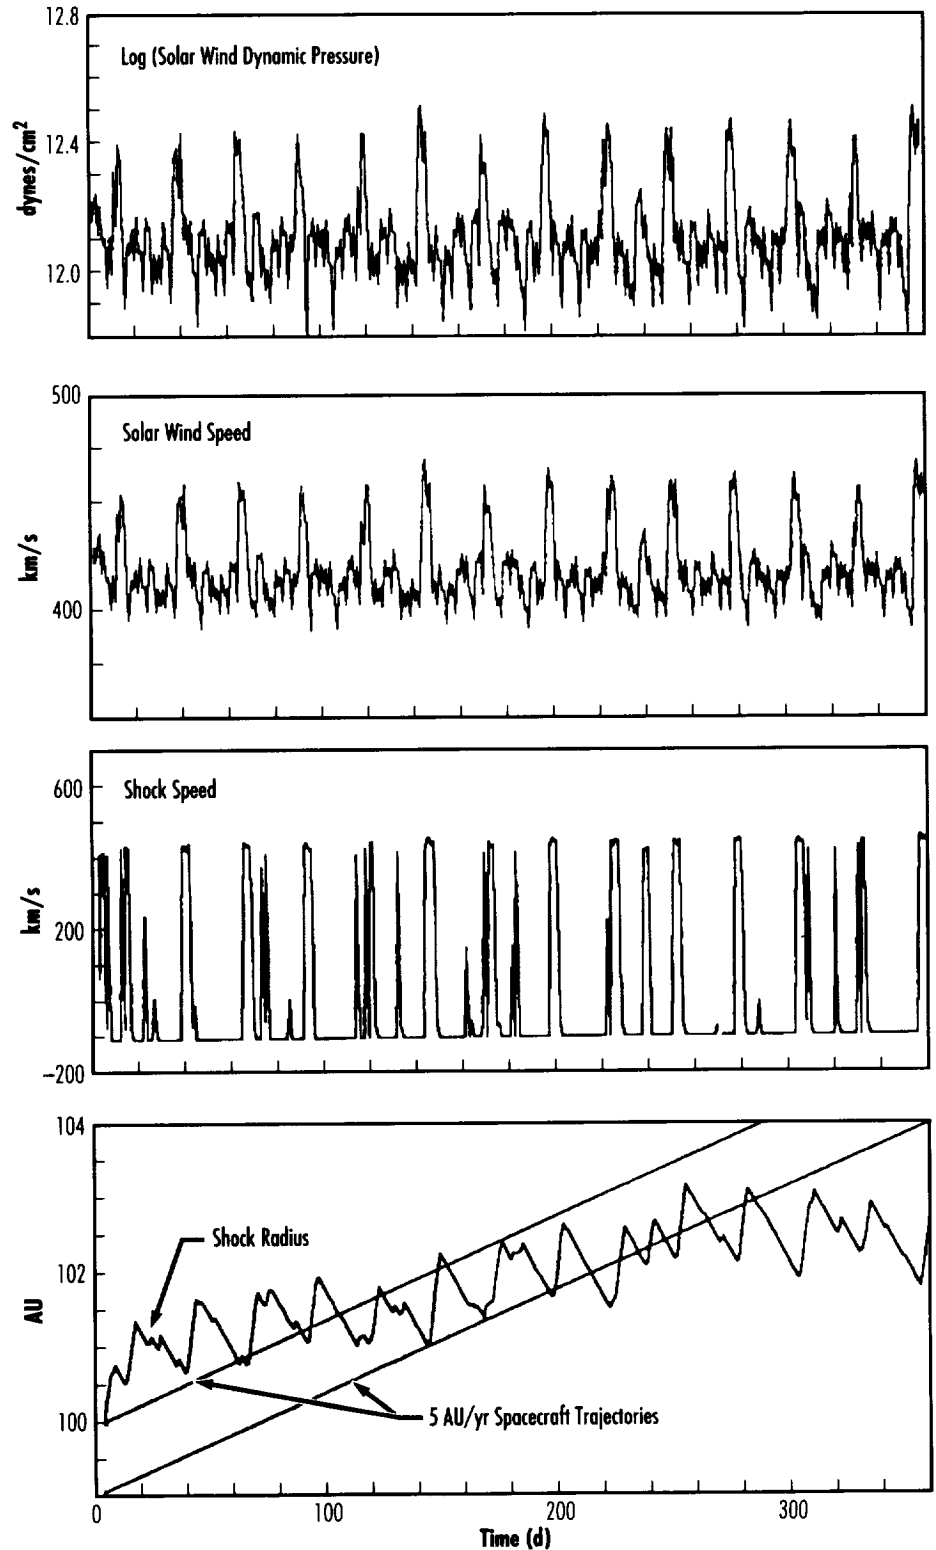 12.8
Log (Solar Wind Dynamic Pressure)
12.4
dynes/cm²
12.0
500
Solar Wind Speed
km/s
400
600
Shock Speed
km/s
200
−200
104
Shock Radius
102
AU
100
5 AU/yr Spacecraft Trajectories
0 100 200 300
Time (d)